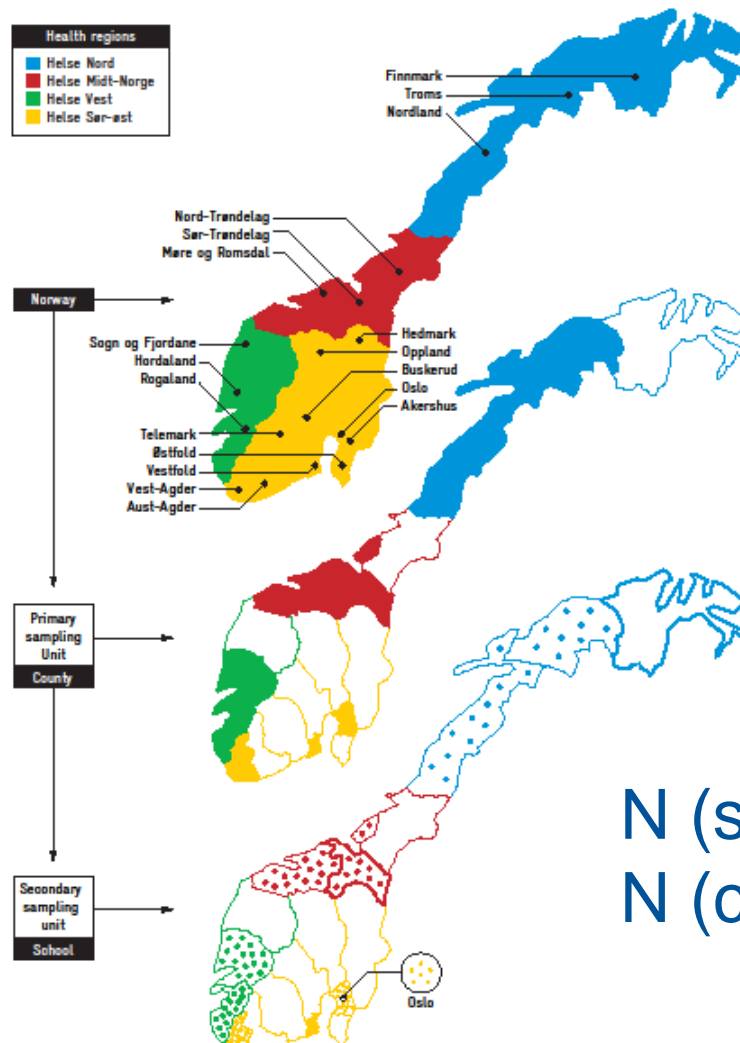 Health regions
Helse Nord
Helse Midt-Norge
Helse Vest
Helse Sør-øst
Finnmark
Troms
Nordland
Nord-Trøndelag
Sør-Trøndelag
Møre og Romsdal
Norway
Sogn og Fjordane
Hordaland
Rogaland
Hedmark
Oppland
Buskerud
Oslo
Akershus
Telemark
Østfold
Vestfold
Vest-Agder
Aust-Agder
Primary
sampling
Unit
County
N (s
N (c
Secondary
sampling
unit
School
Oslo